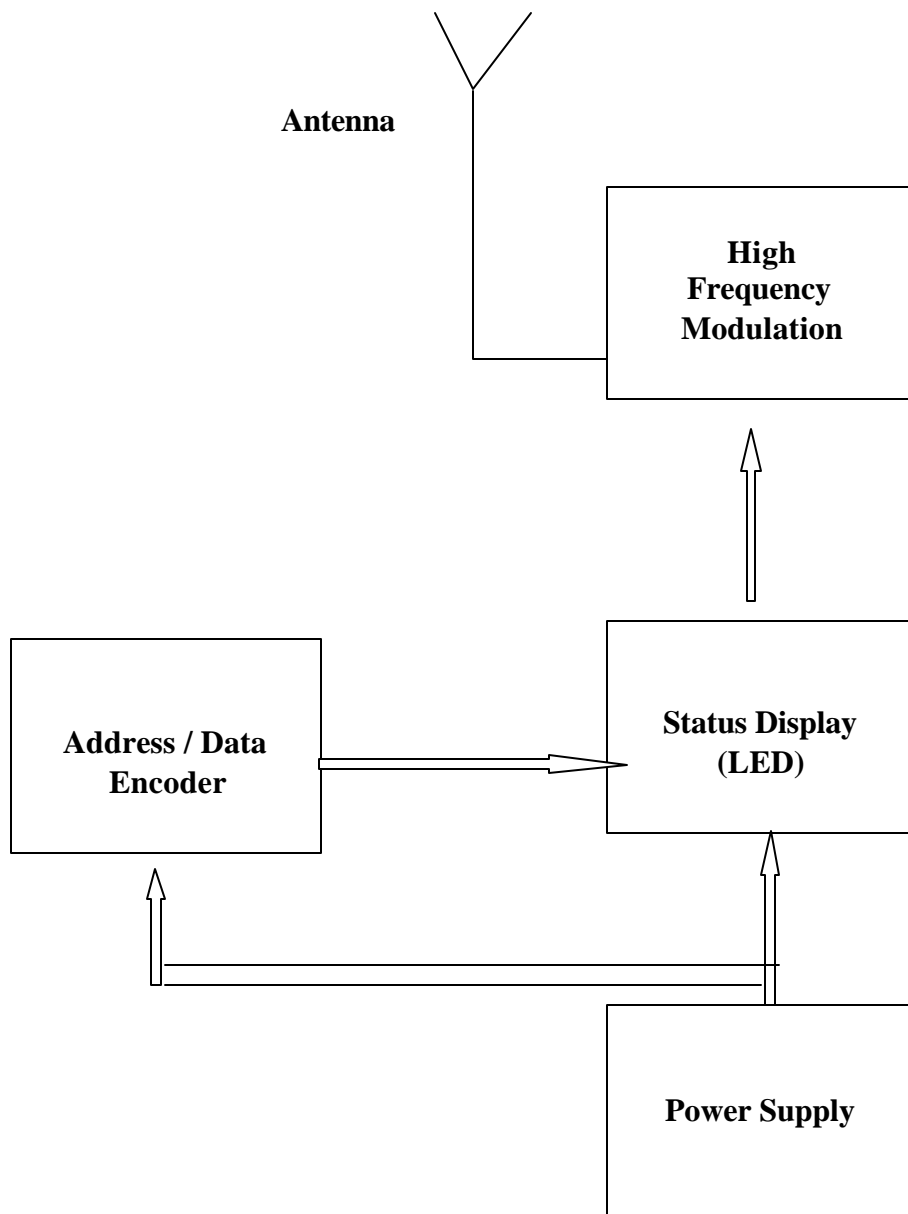 Antenna
High
Frequency
Modulation
Address / Data
Encoder
Status Display
(LED)
Power Supply